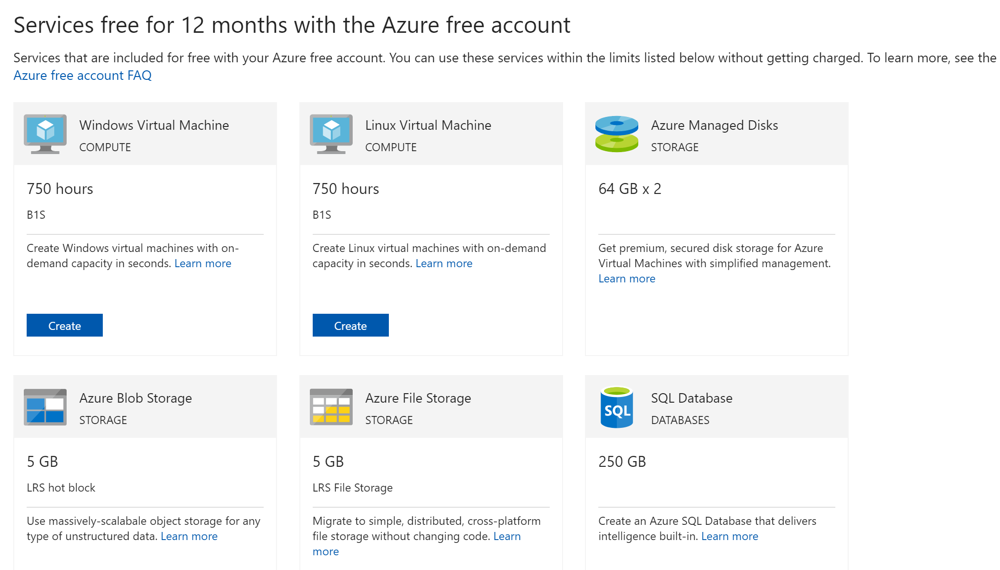 Services free for 12 months with the Azure free account
Services that are included for free with your Azure free account. You can use these services within the limits listed below without getting charged. To learn more, see the
Azure free account FAQ
Windows Virtual Machine
COMPUTE
750 hours
B1S
Create Windows virtual machines with on-
demand capacity in seconds. Learn more
Create
Linux Virtual Machine
COMPUTE
750 hours
B1S
Create Linux virtual machines with on-demand
capacity in seconds. Learn more
Create
Azure Managed Disks
STORAGE
64 GB x 2
Get premium, secured disk storage for Azure
Virtual Machines with simplified management.
Learn more
Azure Blob Storage
STORAGE
5 GB
LRS hot block
Use massively-scalabale object storage for any
type of unstructured data. Learn more
Azure File Storage
STORAGE
5 GB
LRS File Storage
Migrate to simple, distributed, cross-platform
file storage without changing code. Learn
more
SQL
SQL Database
DATABASES
250 GB
Create an Azure SQL Database that delivers
intelligence built-in. Learn more